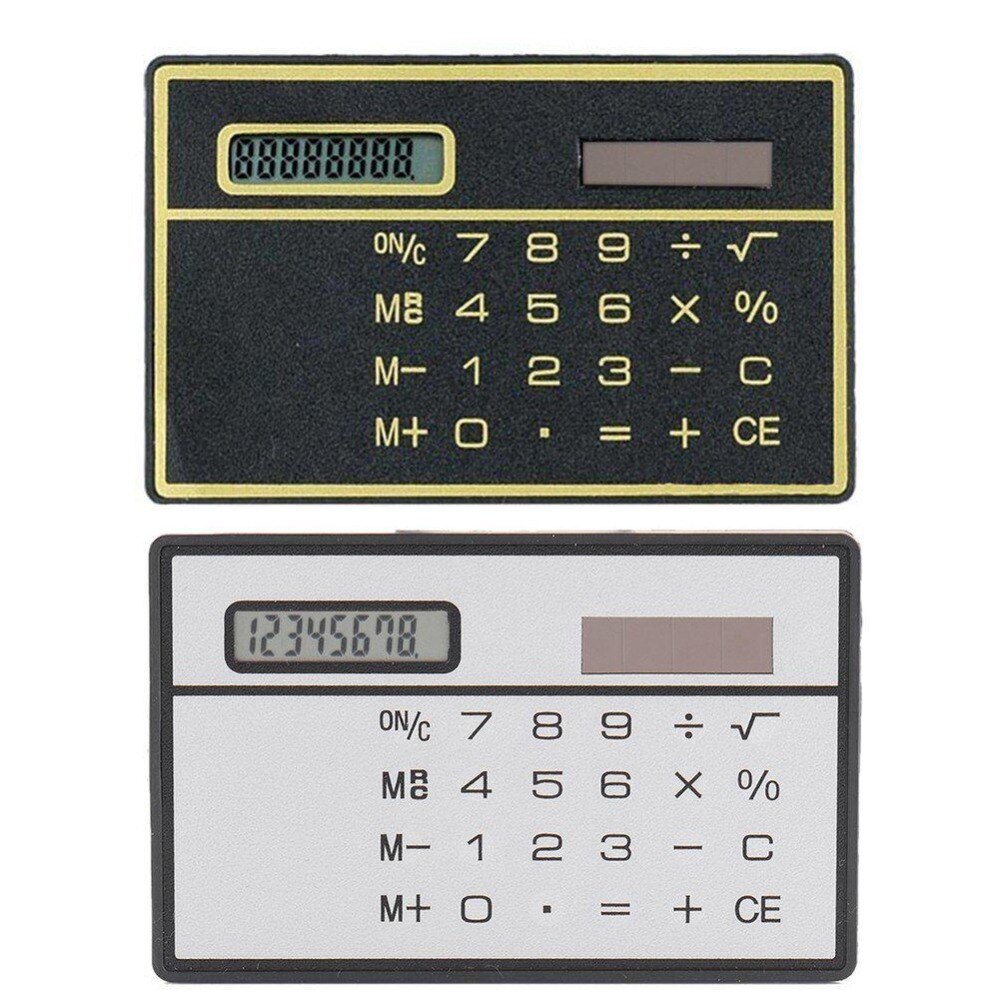 88888888.
ON/C 7 8 9 ÷ √
MRC 4 5 6 × %
M− 1 2 3 − C
M+ 0 . = + CE
12345678.
ON/C 7 8 9 ÷ √
MRC 4 5 6 × %
M− 1 2 3 − C
M+ 0 . = + CE